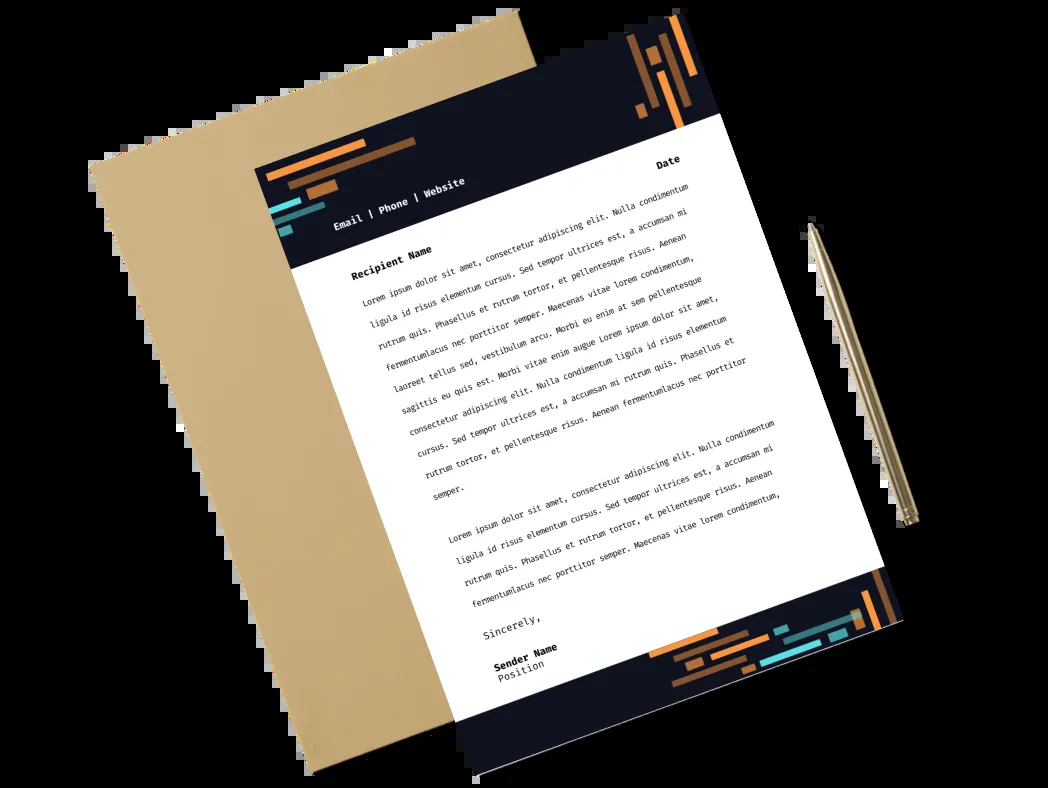 Email | Phone | Website
Date
Recipient Name
Lorem ipsum dolor sit amet, consectetur adipiscing elit. Nulla condimentum
ligula id risus elementum cursus. Sed tempor ultrices est, a accumsan mi
rutrum quis. Phasellus et rutrum tortor, et pellentesque risus. Aenean
fermentumlacus nec porttitor semper. Maecenas vitae lorem condimentum,
laoreet tellus sed, vestibulum arcu. Morbi eu enim at sem pellentesque
sagittis eu quis est. Morbi vitae enim augue Lorem ipsum dolor sit amet,
consectetur adipiscing elit. Nulla condimentum ligula id risus elementum
cursus. Sed tempor ultrices est, a accumsan mi rutrum quis. Phasellus et
rutrum tortor, et pellentesque risus. Aenean fermentumlacus nec porttitor
semper.
Lorem ipsum dolor sit amet, consectetur adipiscing elit. Nulla condimentum
ligula id risus elementum cursus. Sed tempor ultrices est, a accumsan mi
rutrum quis. Phasellus et rutrum tortor, et pellentesque risus. Aenean
fermentumlacus nec porttitor semper. Maecenas vitae lorem condimentum,
Sincerely,
Sender Name
Position